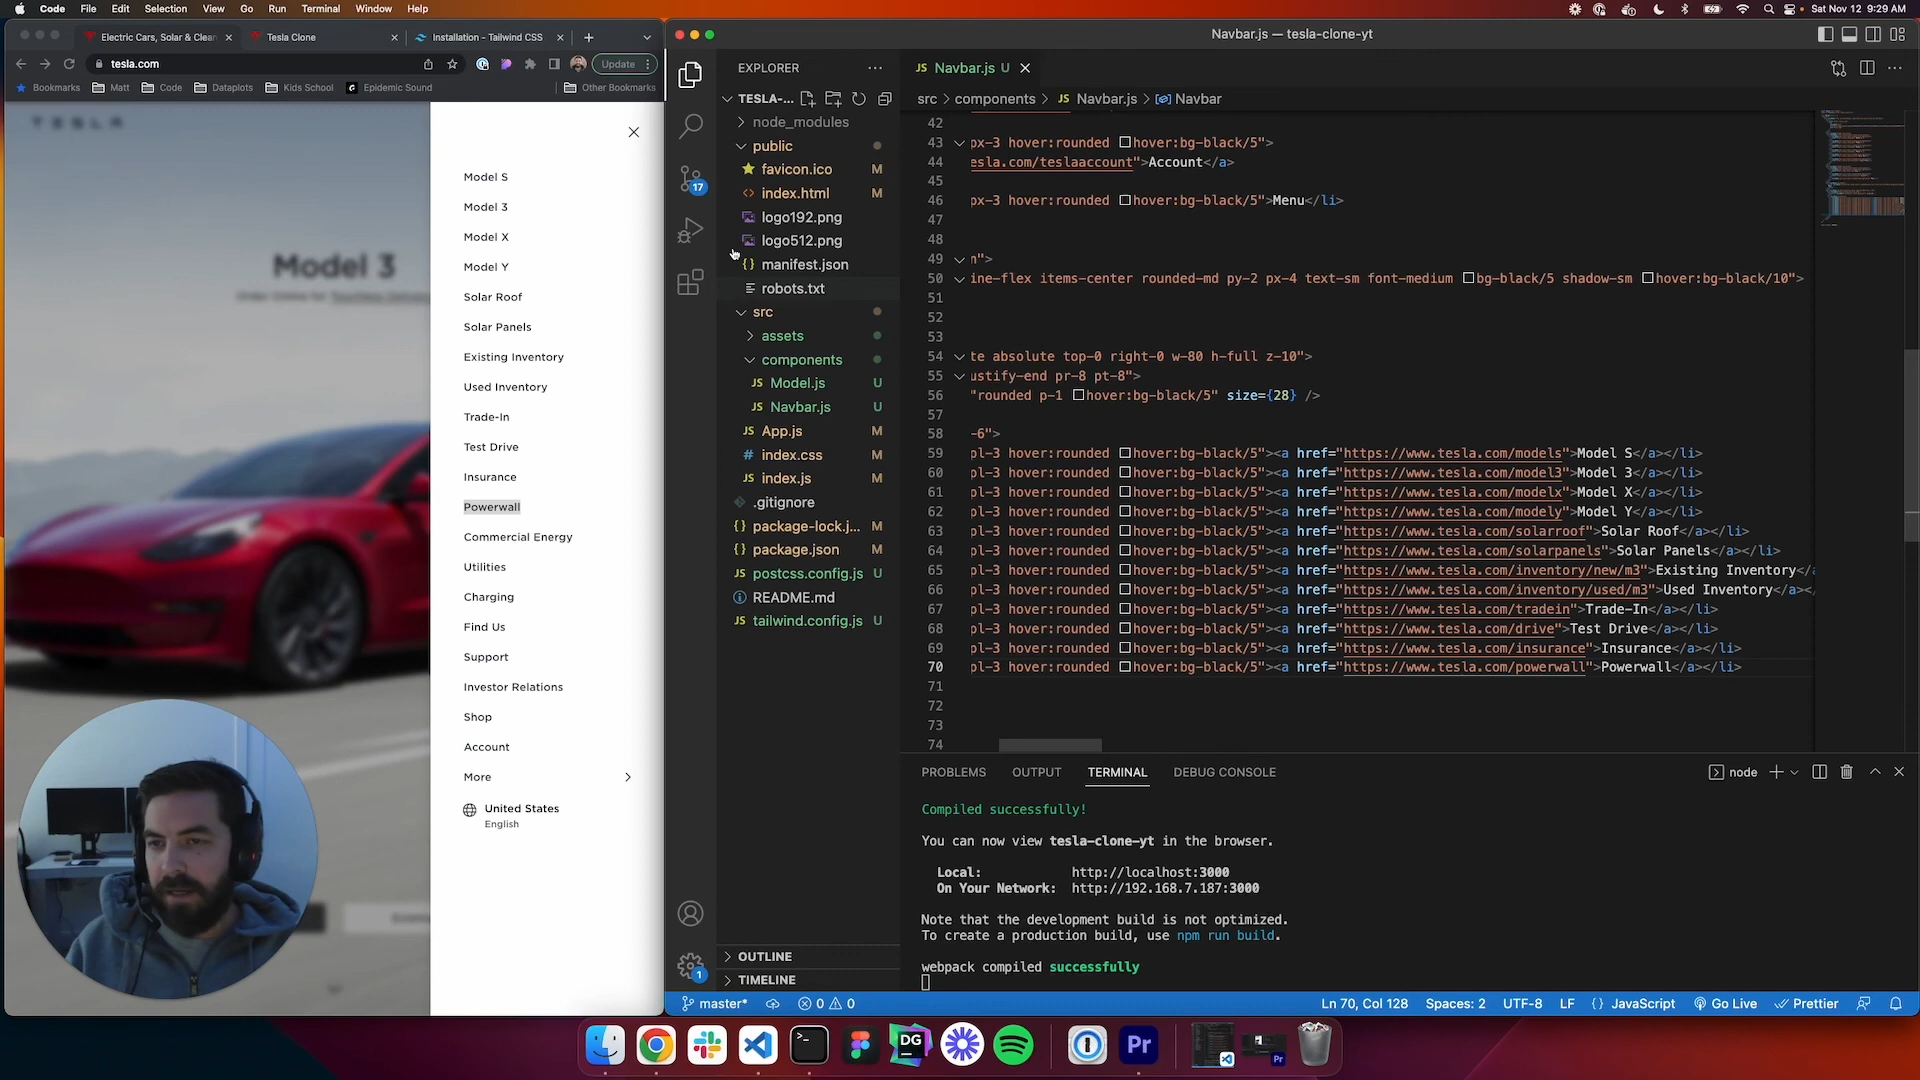 Code File Edit Selection View Go Run Terminal Window Help
Sat Nov 12 9:29 AM
Electric Cars, Solar & Clean
Tesla Clone
Installation - Tailwind CSS
tesla.com
Update
Bookmarks Matt Code Dataplots Kids School Epidemic Sound Other Bookmarks
TESLA
Model 3
Model S
Model 3
Model X
Model Y
Solar Roof
Solar Panels
Existing Inventory
Used Inventory
Trade-In
Test Drive
Insurance
Powerwall
Commercial Energy
Utilities
Charging
Find Us
Support
Investor Relations
Shop
Account
More
United States
English
Navbar.js — tesla-clone-yt
EXPLORER
TESLA-...
node_modules
public
favicon.ico M
index.html M
logo192.png
logo512.png
manifest.json
robots.txt
src
assets
components
Model.js U
Navbar.js U
App.js M
index.css M
index.js M
.gitignore
package-lock.j... M
package.json M
postcss.config.js U
README.md
tailwind.config.js U
OUTLINE
TIMELINE
17
1
JS Navbar.js U
src > components > JS Navbar.js > Navbar
42
43 px-3 hover:rounded hover:bg-black/5">
44 esla.com/teslaaccount">Account</a>
45
46 px-3 hover:rounded hover:bg-black/5">Menu</li>
47
48
49 n">
50 ine-flex items-center rounded-md py-2 px-4 text-sm font-medium bg-black/5 shadow-sm hover:bg-black/10">
51
52
53
54 te absolute top-0 right-0 w-80 h-full z-10">
55 ustify-end pr-8 pt-8">
56 "rounded p-1 hover:bg-black/5" size={28} />
57
58 -6">
59 pl-3 hover:rounded hover:bg-black/5"><a href="https://www.tesla.com/models">Model S</a></li>
60 pl-3 hover:rounded hover:bg-black/5"><a href="https://www.tesla.com/model3">Model 3</a></li>
61 pl-3 hover:rounded hover:bg-black/5"><a href="https://www.tesla.com/modelx">Model X</a></li>
62 pl-3 hover:rounded hover:bg-black/5"><a href="https://www.tesla.com/modely">Model Y</a></li>
63 pl-3 hover:rounded hover:bg-black/5"><a href="https://www.tesla.com/solarroof">Solar Roof</a></li>
64 pl-3 hover:rounded hover:bg-black/5"><a href="https://www.tesla.com/solarpanels">Solar Panels</a></li>
65 pl-3 hover:rounded hover:bg-black/5"><a href="https://www.tesla.com/inventory/new/m3">Existing Inventory</a
66 pl-3 hover:rounded hover:bg-black/5"><a href="https://www.tesla.com/inventory/used/m3">Used Inventory</a><
67 pl-3 hover:rounded hover:bg-black/5"><a href="https://www.tesla.com/tradein">Trade-In</a></li>
68 pl-3 hover:rounded hover:bg-black/5"><a href="https://www.tesla.com/drive">Test Drive</a></li>
69 pl-3 hover:rounded hover:bg-black/5"><a href="https://www.tesla.com/insurance">Insurance</a></li>
70 pl-3 hover:rounded hover:bg-black/5"><a href="https://www.tesla.com/powerwall">Powerwall</a></li>
71
72
73
74
PROBLEMS OUTPUT TERMINAL DEBUG CONSOLE
node
Compiled successfully!
You can now view tesla-clone-yt in the browser.
Local: http://localhost:3000
On Your Network: http://192.168.7.187:3000
Note that the development build is not optimized.
To create a production build, use npm run build.
webpack compiled successfully
master* 0 0
Ln 70, Col 128 Spaces: 2 UTF-8 LF {} JavaScript Go Live Prettier
DG
Pr